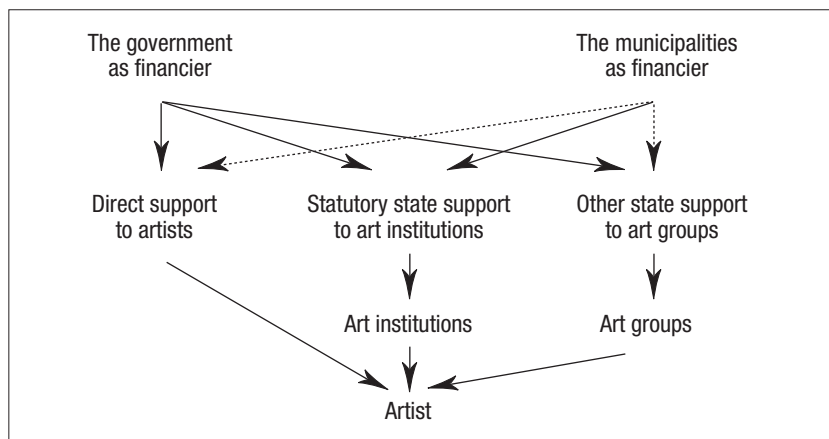 The government
as financier
The municipalities
as financier
Direct support
to artists
Statutory state support
to art institutions
Other state support
to art groups
Art institutions
Art groups
Artist